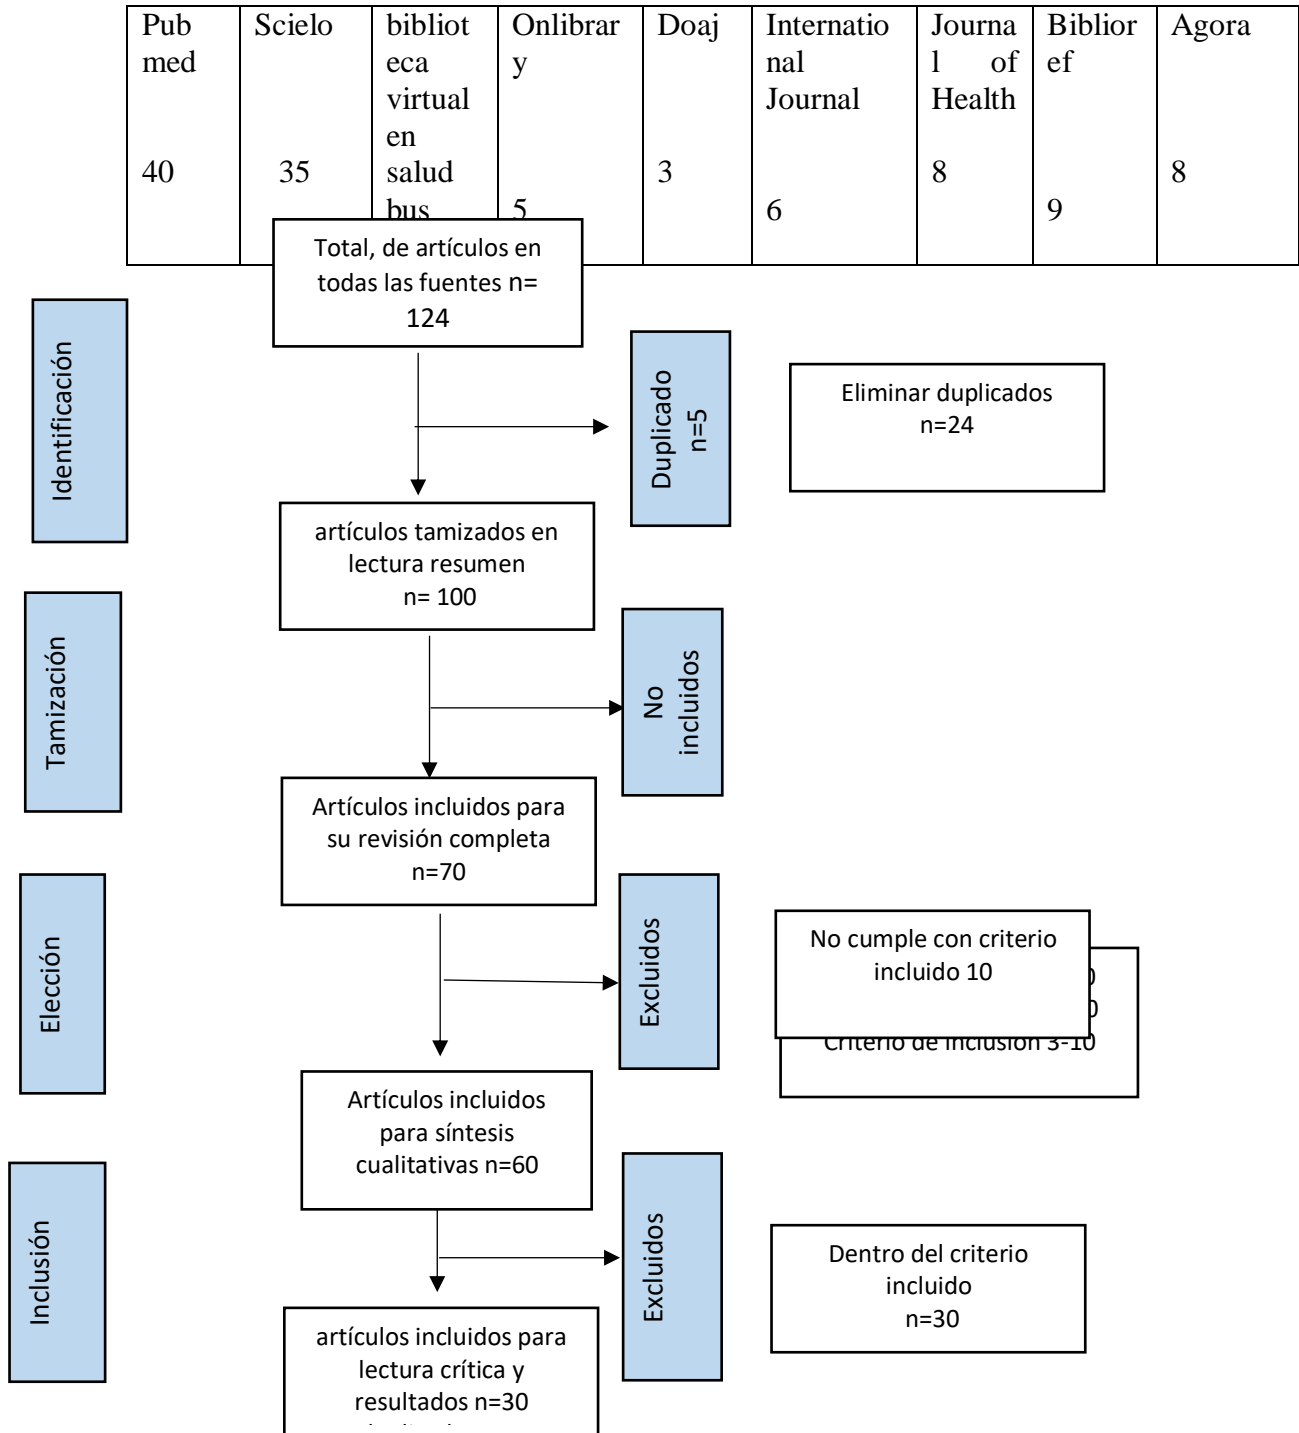 Pub
med
40
Scielo
35
bibliot
eca
virtual
en
salud
bus
Onlibrar
y
5
Doaj
3
Internatio
nal
Journal
6
Journa
l of
Health
8
Biblior
ef
9
Agora
8
Total, de artículos en
todas las fuentes n=
124
Identificación
Duplicado
n=5
Eliminar duplicados
n=24
artículos tamizados en
lectura resumen
n= 100
Tamización
No
incluidos
Artículos incluidos para
su revisión completa
n=70
Elección
Excluidos
No cumple con criterio
incluido 10
0
0
Criterio de inclusión 3-10
Artículos incluidos
para síntesis
cualitativas n=60
Inclusión
Excluidos
Dentro del criterio
incluido
n=30
artículos incluidos para
lectura crítica y
resultados n=30